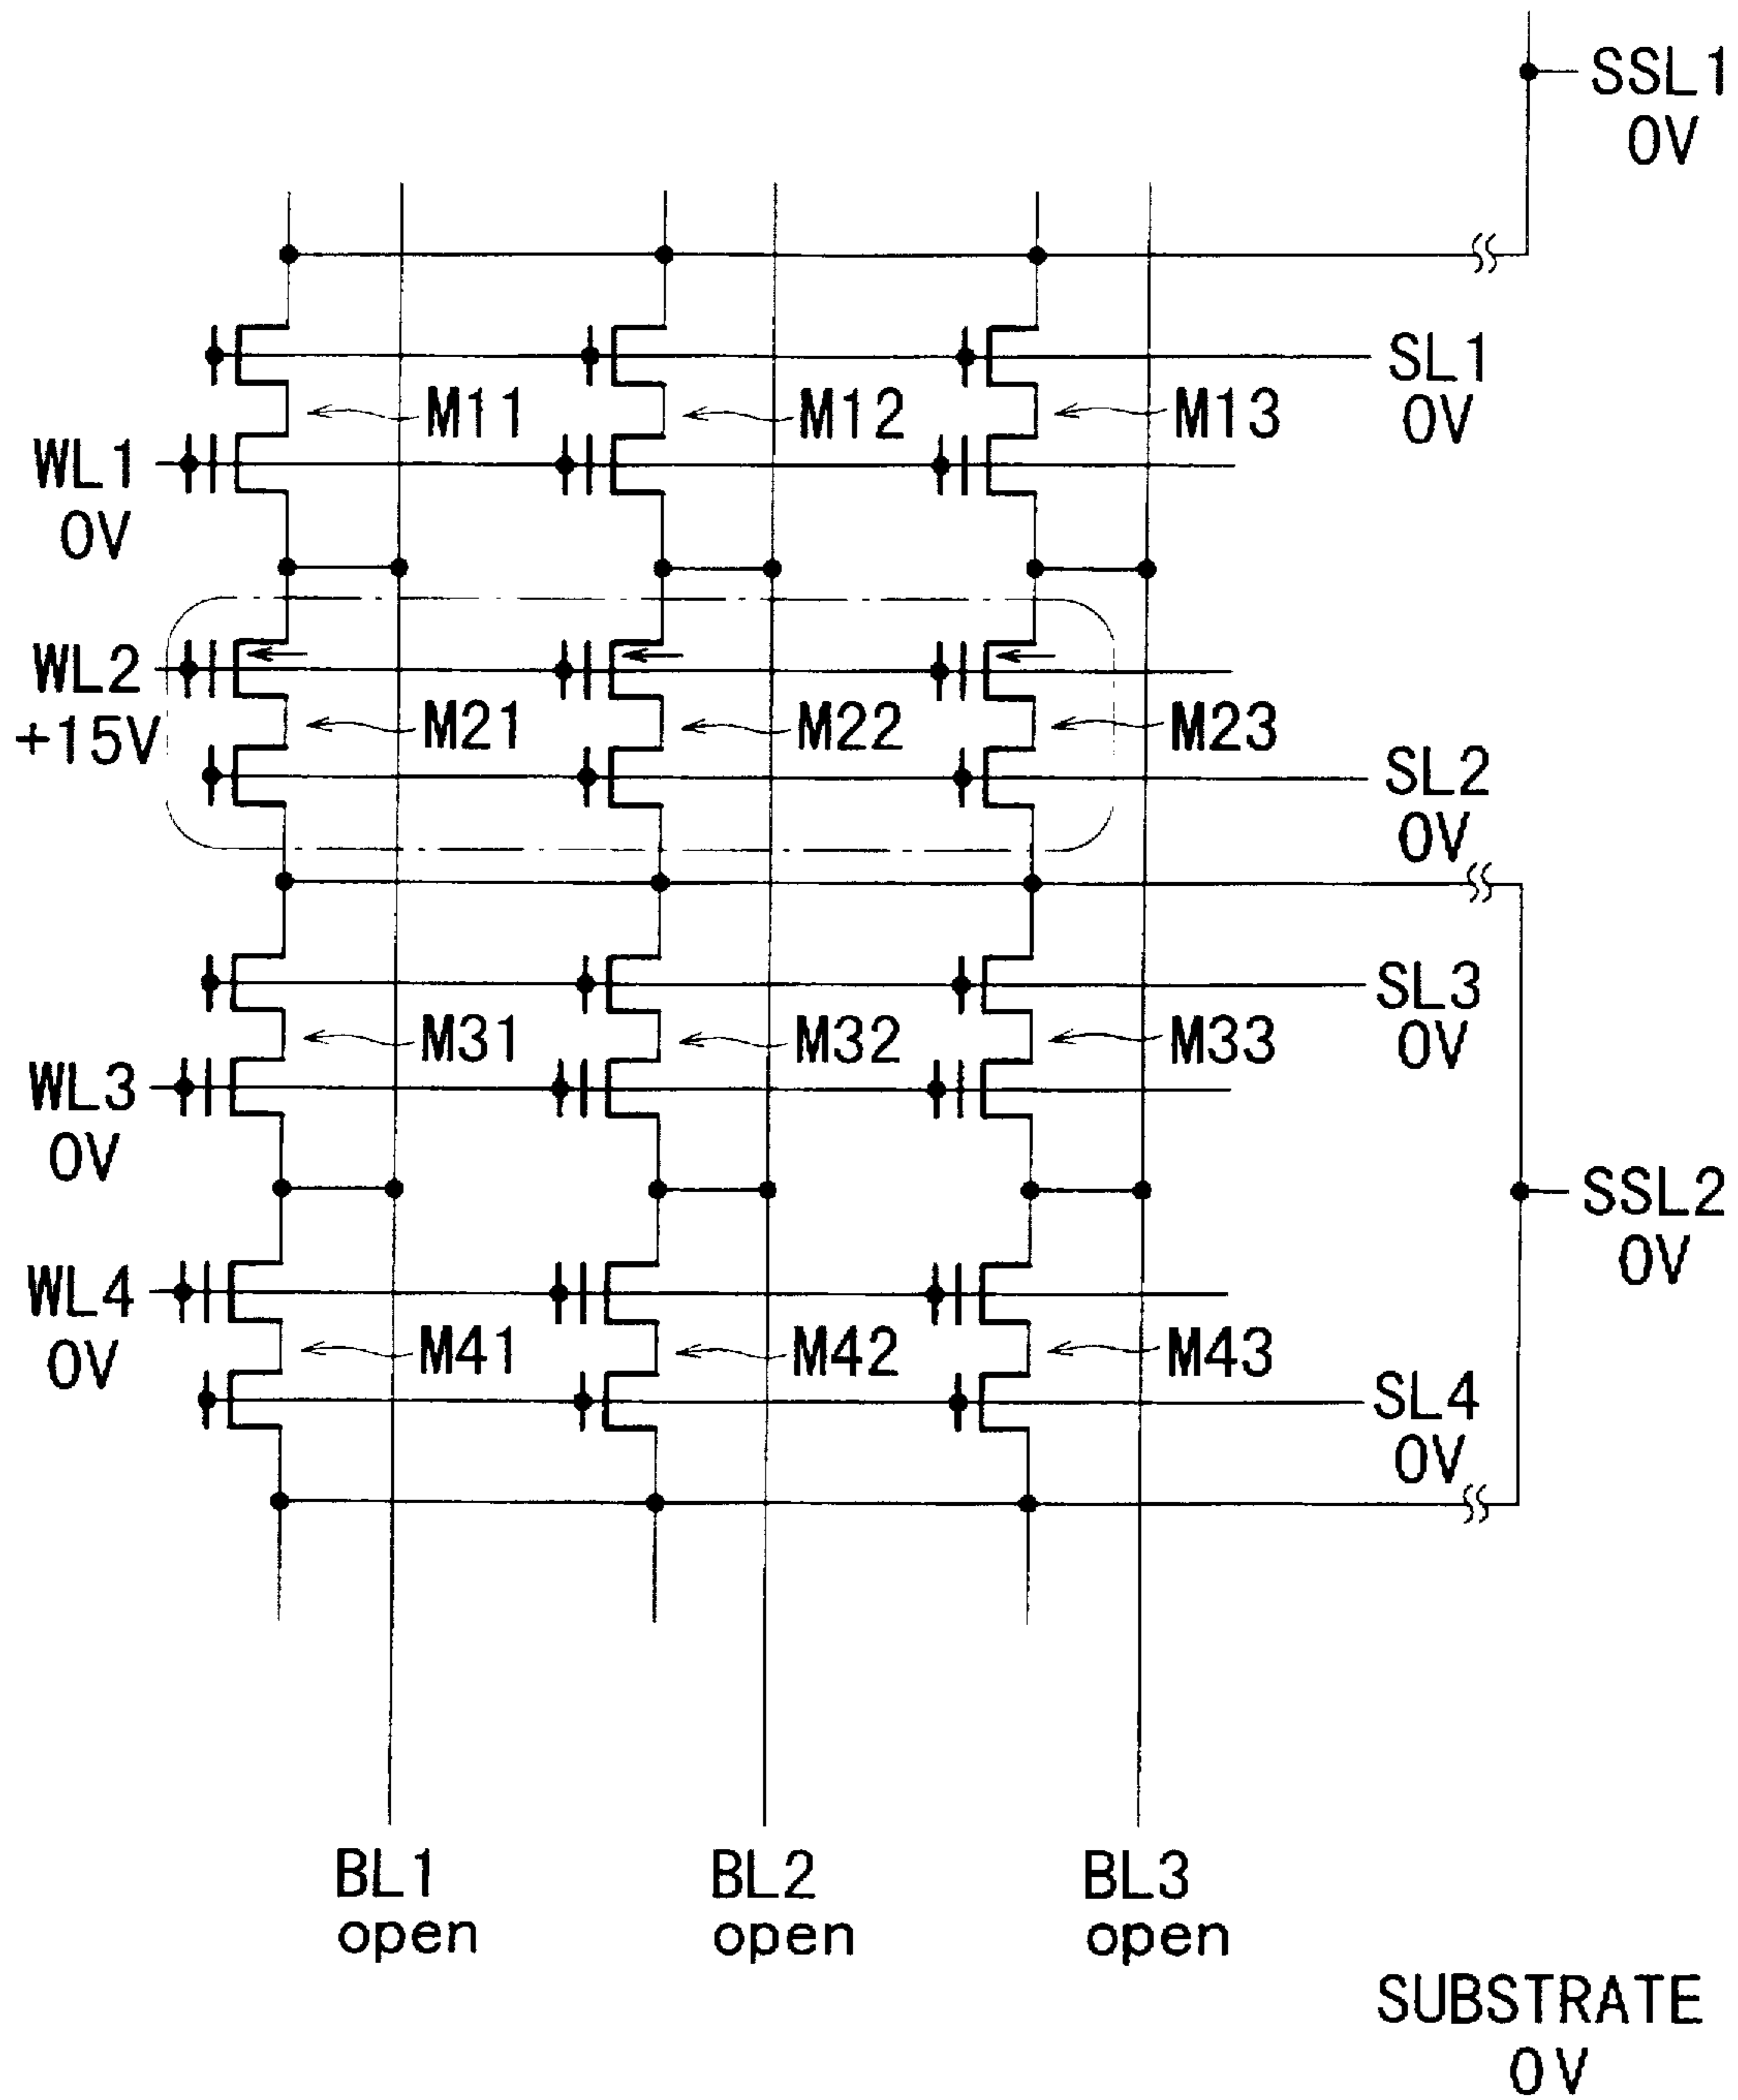 SSL1
0V
SL1
0V
M11
M12
M13
WL1
0V
WL2
+15V
M21
M22
M23
SL2
0V
SL3
0V
M31
M32
M33
WL3
0V
SSL2
0V
WL4
0V
M41
M42
M43
SL4
0V
BL1
open
BL2
open
BL3
open
SUBSTRATE
0V